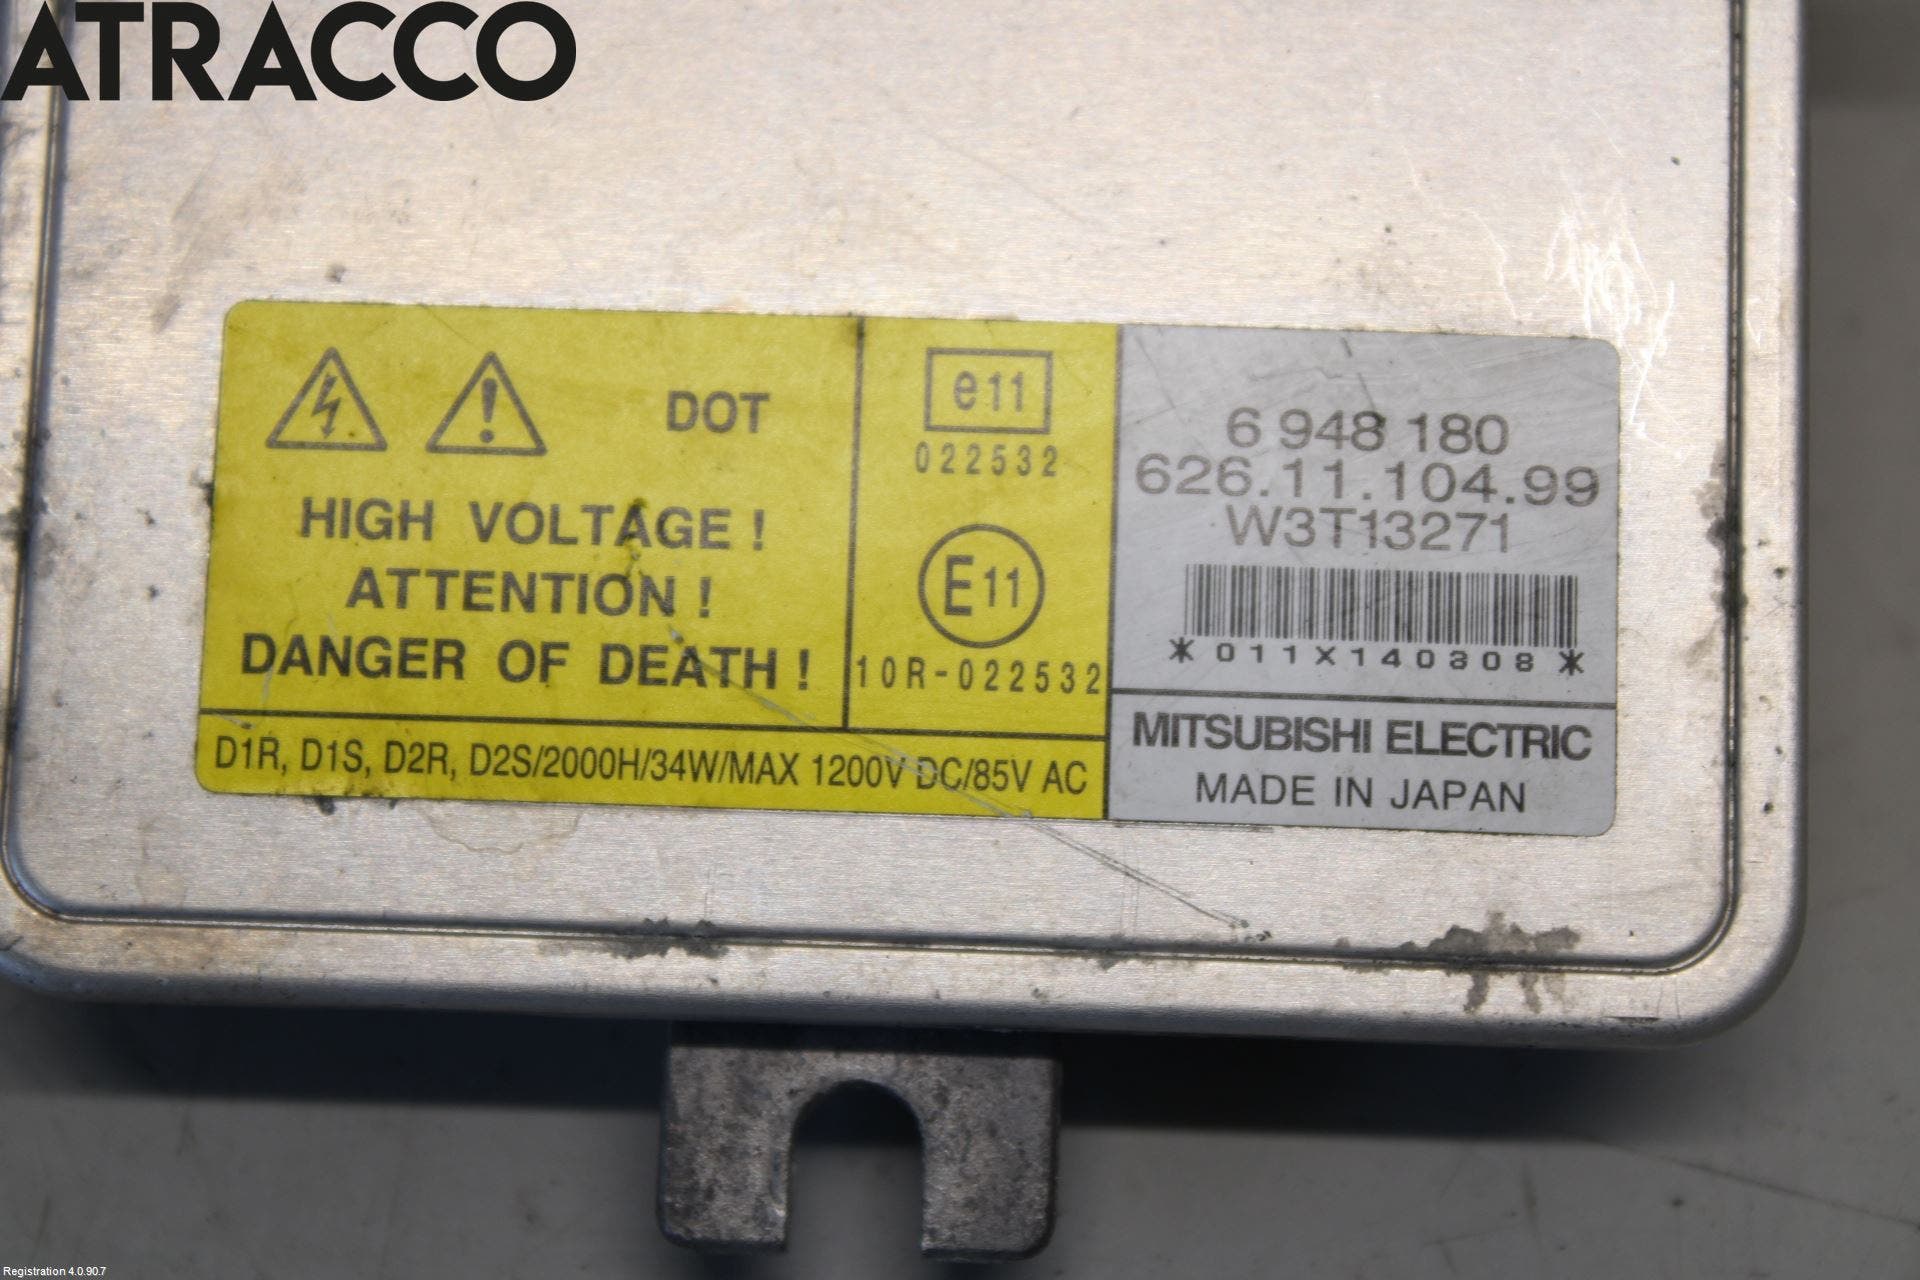 ATRACCO
DOT
HIGH VOLTAGE !
ATTENTION !
DANGER OF DEATH !
D1R, D1S, D2R, D2S/2000H/34W/MAX 1200V DC/85V AC
e11
022532
E11
10R-022532
6 948 180
626.11.104.99
W3T13271
*011X140308*
MITSUBISHI ELECTRIC
MADE IN JAPAN
Registration 4.0.90.7